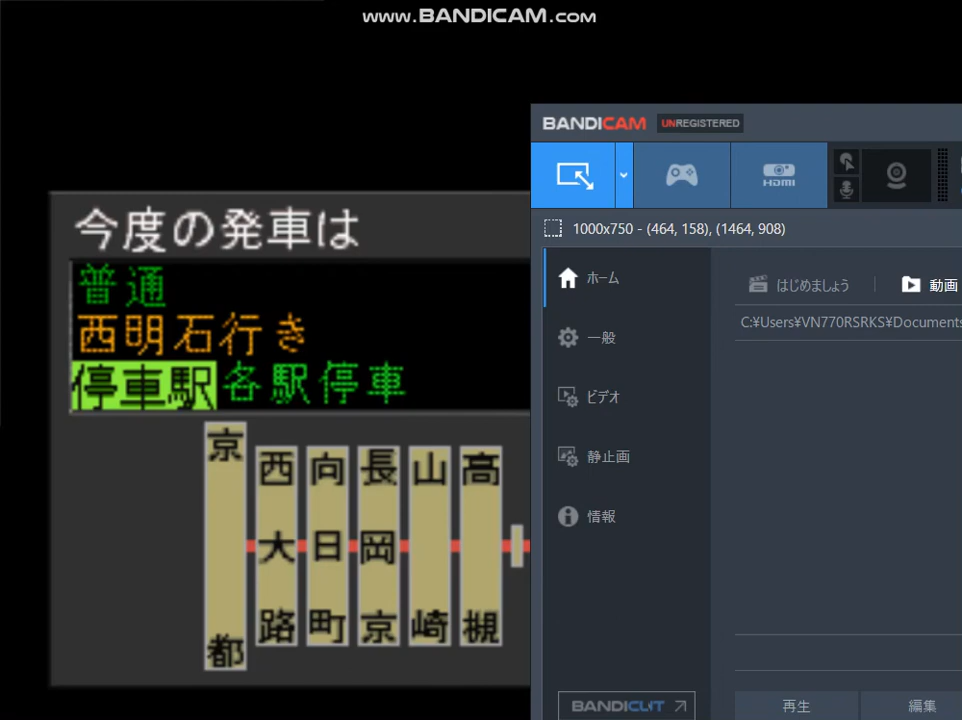 www.BANDICAM.com
今度の発車は
普通
西明石行き
停車駅 各駅停車
京都
西大路
向日町
長岡京
山崎
高槻
BANDICAM UNREGISTERED
HDMI
1000x750 - (464, 158), (1464, 908)
ホーム
一般
ビデオ
静止画
情報
BANDICUT
はじめましょう
動画
C:¥Users¥VN770RSRKS¥Documents
再生
編集